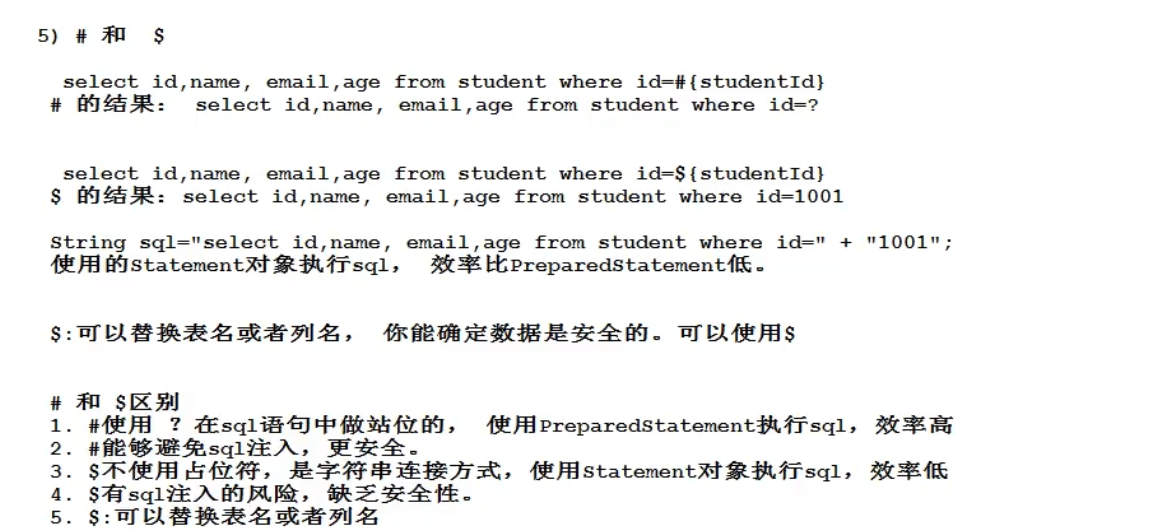 5) # 和 $
select id,name, email,age from student where id=#{studentId}
# 的结果： select id,name, email,age from student where id=?
select id,name, email,age from student where id=${studentId}
$ 的结果：select id,name, email,age from student where id=1001
String sql="select id,name, email,age from student where id=" + "1001";
使用的Statement对象执行sql， 效率比PreparedStatement低。
$:可以替换表名或者列名， 你能确定数据是安全的。可以使用$
# 和 $区别
1. #使用 ？在sql语句中做站位的， 使用PreparedStatement执行sql，效率高
2. #能够避免sql注入，更安全。
3. $不使用占位符，是字符串连接方式，使用Statement对象执行sql，效率低
4. $有sql注入的风险，缺乏安全性。
5. $:可以替换表名或者列名